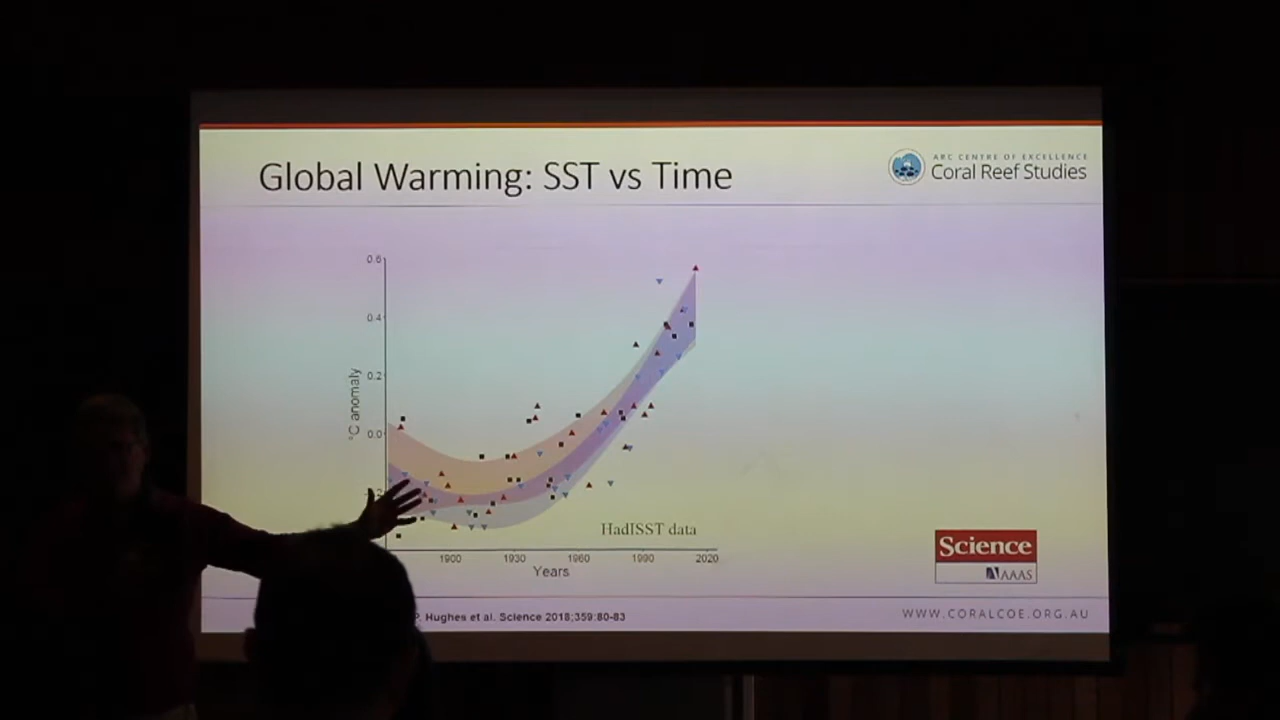 Global Warming: SST vs Time
ARC CENTRE OF EXCELLENCE
Coral Reef Studies
0.6
0.4
0.2
0.0
°C anomaly
HadISST data
1900 1930 1960 1990 2020
Years
Science
AAAS
P. Hughes et al. Science 2018;359:80-83
WWW.CORALCOE.ORG.AU